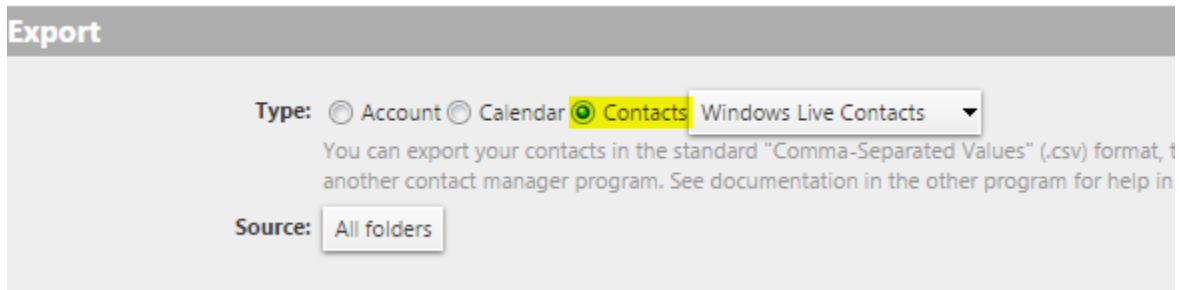 Export
Type: Account Calendar Contacts Windows Live Contacts
You can export your contacts in the standard "Comma-Separated Values" (.csv) format,
another contact manager program. See documentation in the other program for help in
Source: All folders